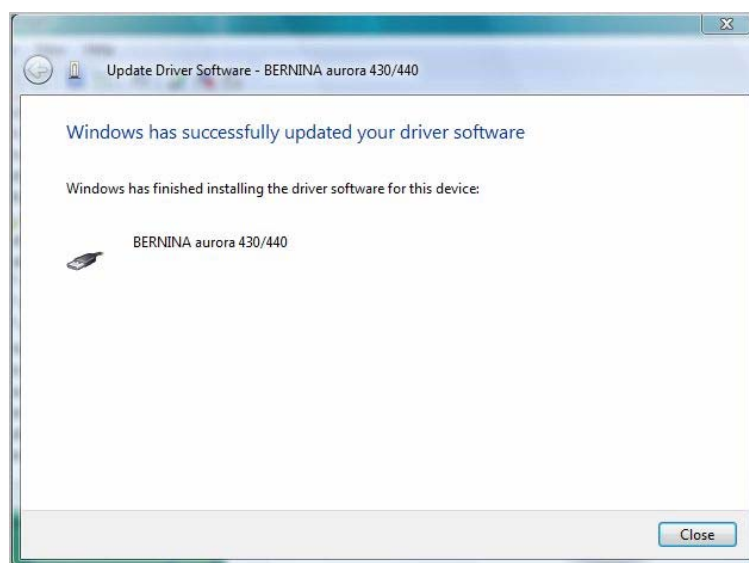 Update Driver Software - BERNINA aurora 430/440
Windows has successfully updated your driver software
Windows has finished installing the driver software for this device:
BERNINA aurora 430/440
Close